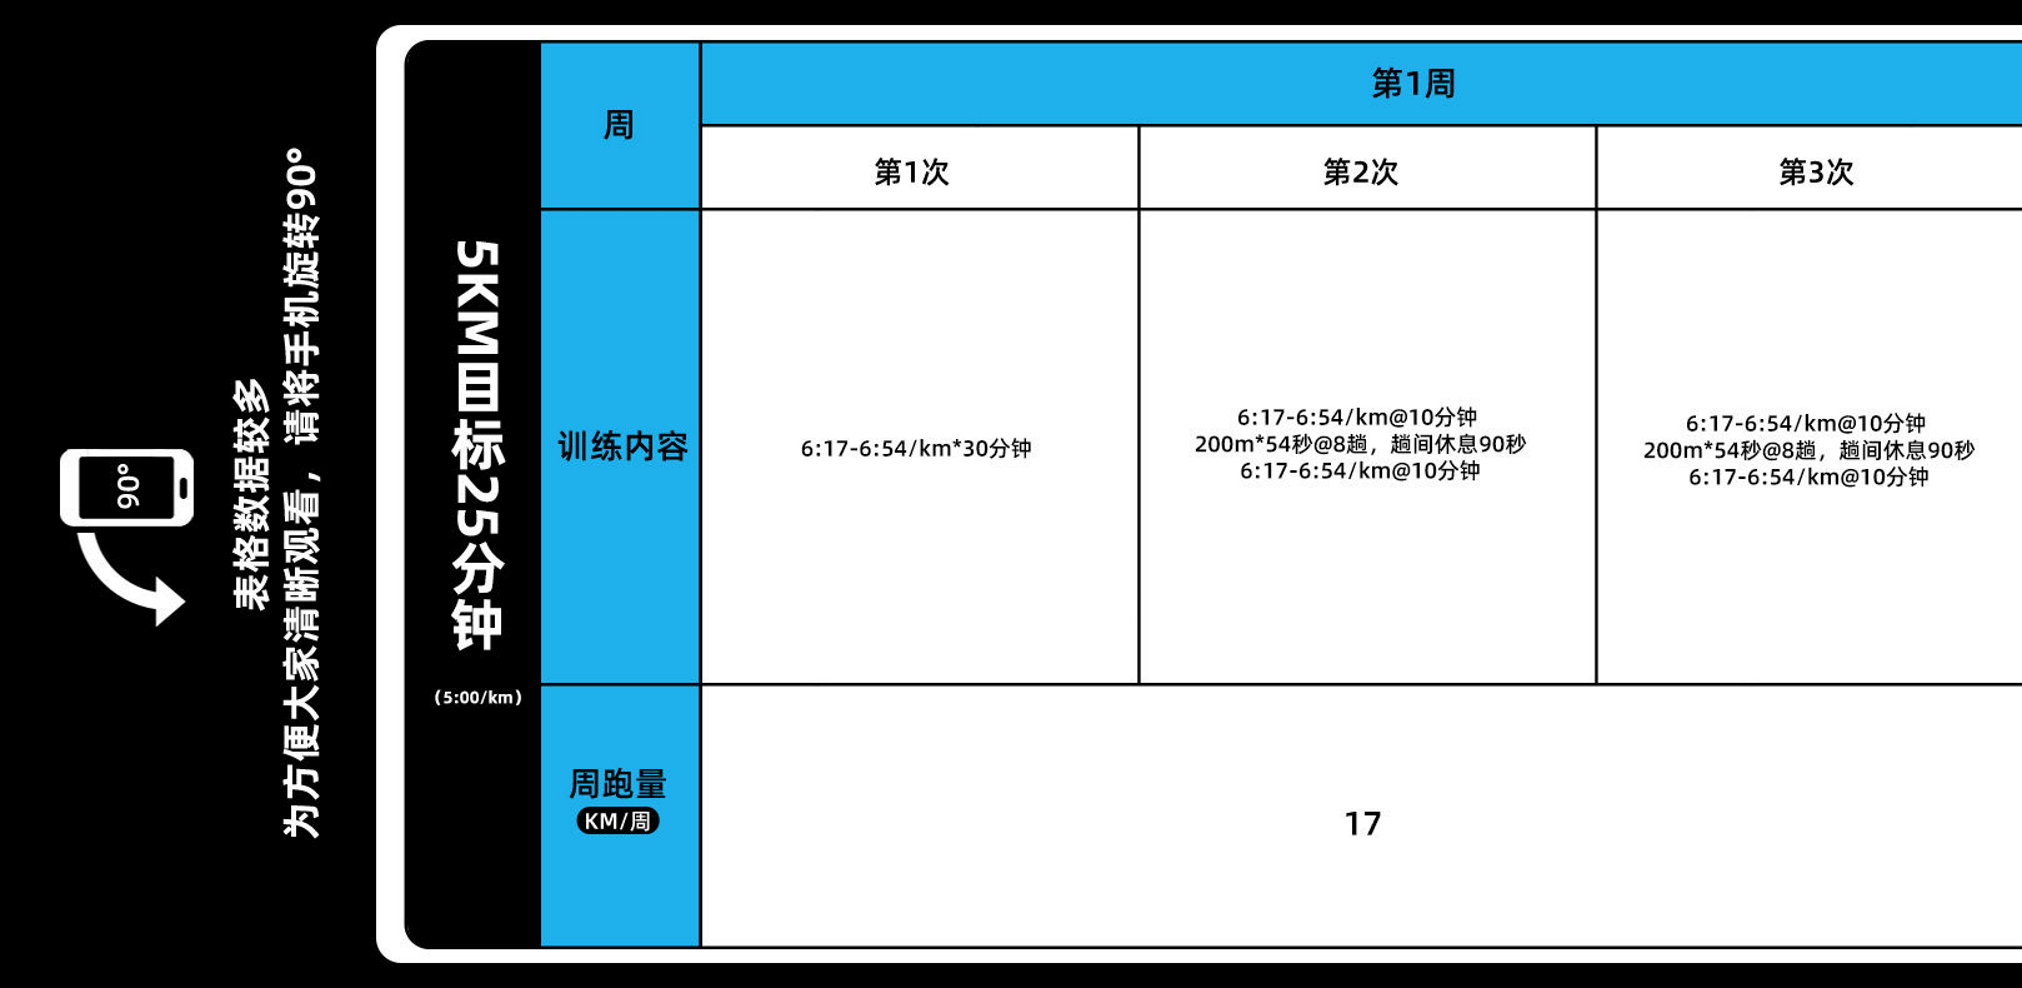 90°
表格数据较多
为方便大家清晰观看，请将手机旋转90°
5KM目标25分钟
(5:00/km)
周
第1周
第1次
第2次
第3次
训练内容
6:17-6:54/km*30分钟
6:17-6:54/km@10分钟
200m*54秒@8趟，趟间休息90秒
6:17-6:54/km@10分钟
6:17-6:54/km@10分钟
200m*54秒@8趟，趟间休息90秒
6:17-6:54/km@10分钟
周跑量
KM/周
17